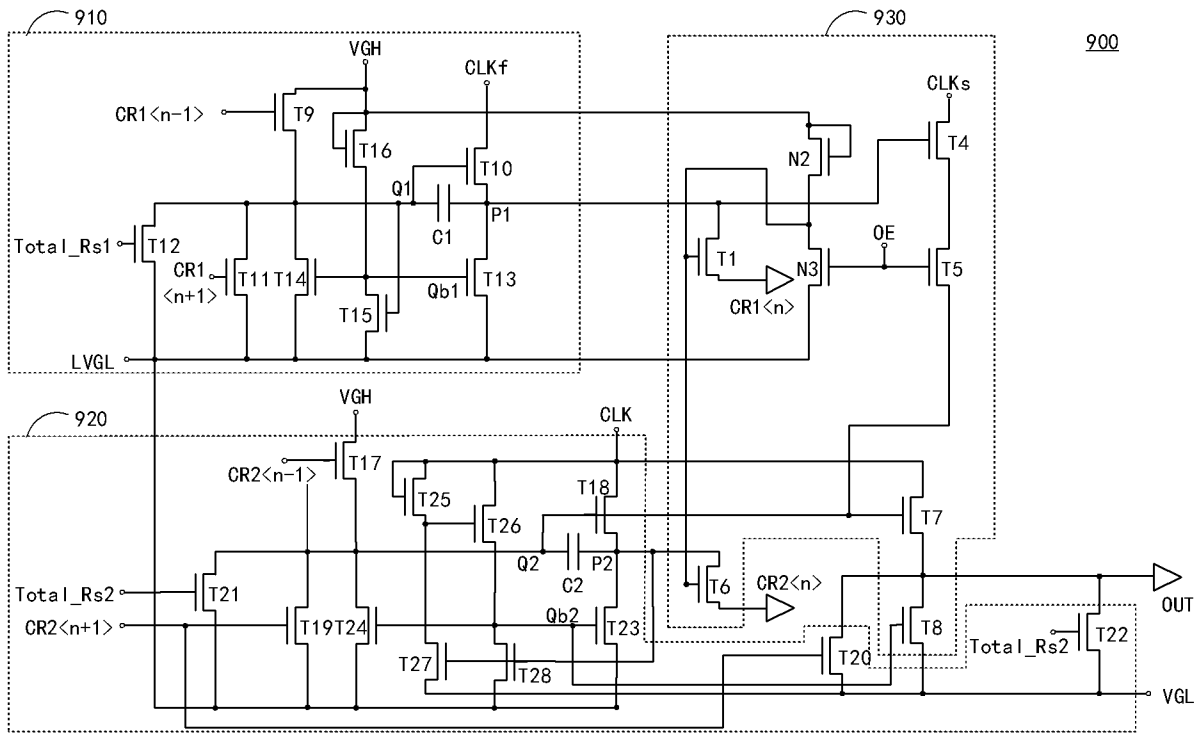 910
930
900
VGH
CLKf
CLKs
CR1<n-1>
T9
T16
T10
N2
T4
Q1
C1
P1
Total_Rs1
T12
CR1
<n+1>
T11
T14
T15
Qb1
T13
T1
CR1<n>
N3
OE
T5
LVGL
920
VGH
CLK
CR2<n-1>
T17
T25
T26
T18
T7
Q2
C2
P2
Total_Rs2
T21
T6
CR2<n>
OUT
CR2<n+1>
T19
T24
Qb2
T23
T8
T22
Total_Rs2
T27
T28
T20
VGL